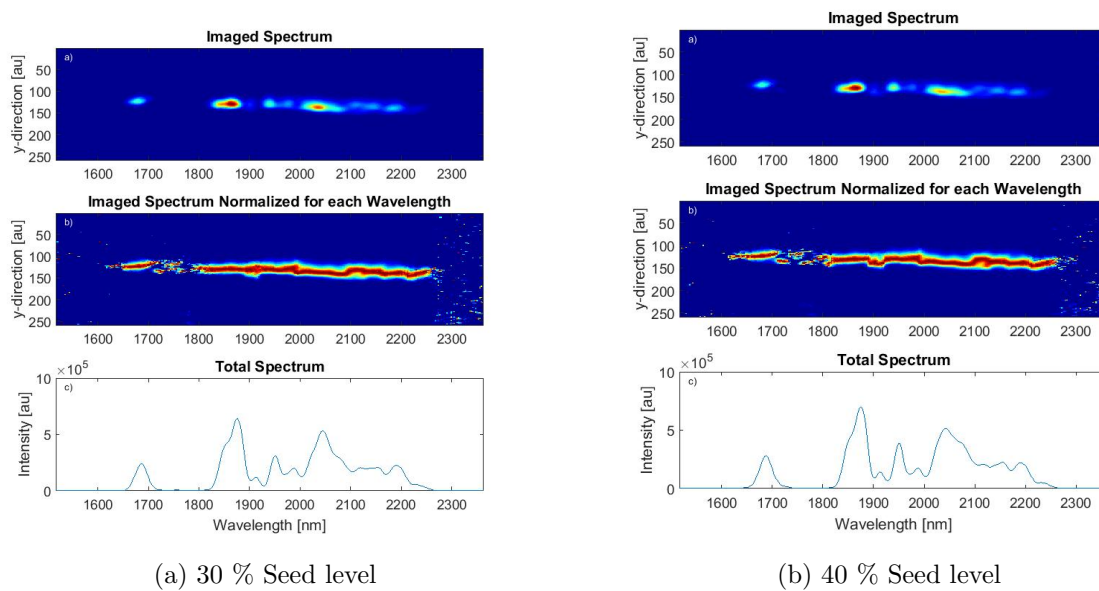 Imaged Spectrum
a)
y-direction [au]
50
100
150
200
250
1600 1700 1800 1900 2000 2100 2200 2300
Imaged Spectrum Normalized for each Wavelength
b)
y-direction [au]
50
100
150
200
250
1600 1700 1800 1900 2000 2100 2200 2300
Total Spectrum
×10^5
c)
Intensity [au]
10
5
0
1600 1700 1800 1900 2000 2100 2200 2300
Wavelength [nm]
(a) 30 % Seed level
Imaged Spectrum
a)
y-direction [au]
50
100
150
200
250
1600 1700 1800 1900 2000 2100 2200 2300
Imaged Spectrum Normalized for each Wavelength
b)
y-direction [au]
50
100
150
200
250
1600 1700 1800 1900 2000 2100 2200 2300
Total Spectrum
×10^5
c)
Intensity [au]
10
5
0
1600 1700 1800 1900 2000 2100 2200 2300
Wavelength [nm]
(b) 40 % Seed level